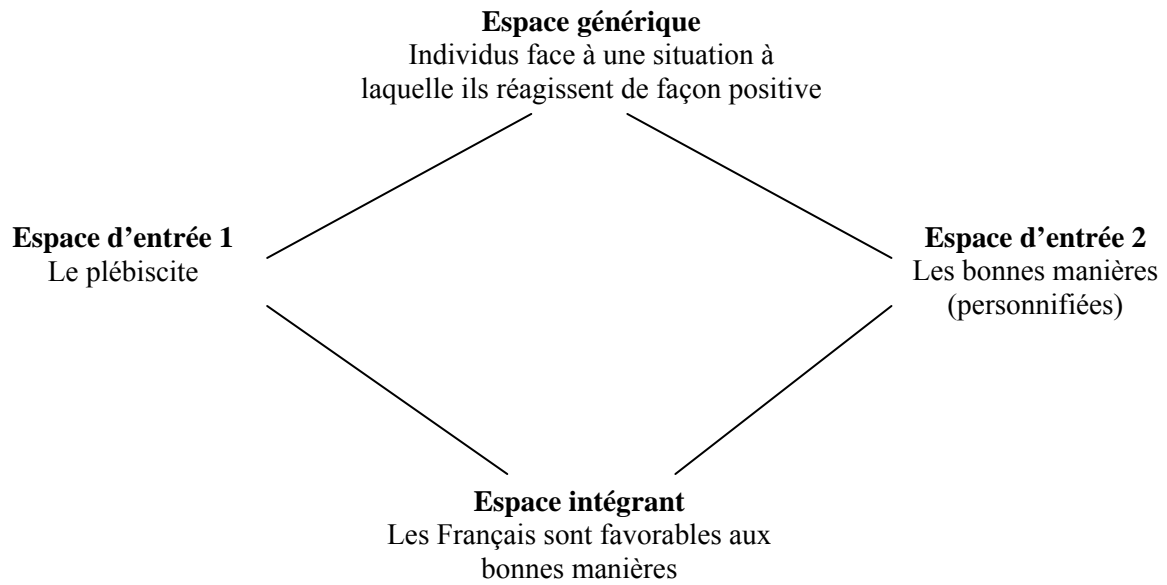 Espace générique
Individus face à une situation à
laquelle ils réagissent de façon positive
Espace d’entrée 1
Le plébiscite
Espace d’entrée 2
Les bonnes manières
(personnifiées)
Espace intégrant
Les Français sont favorables aux
bonnes manières